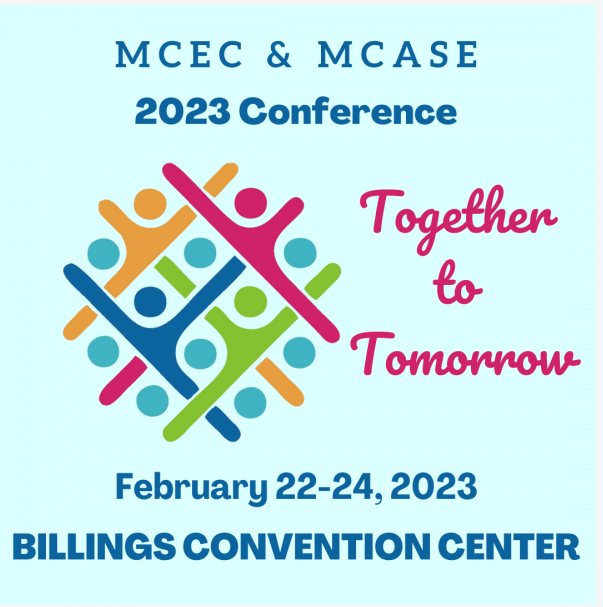 MCEC & MCASE
2023 Conference
Together
to
Tomorrow
February 22-24, 2023
BILLINGS CONVENTION CENTER